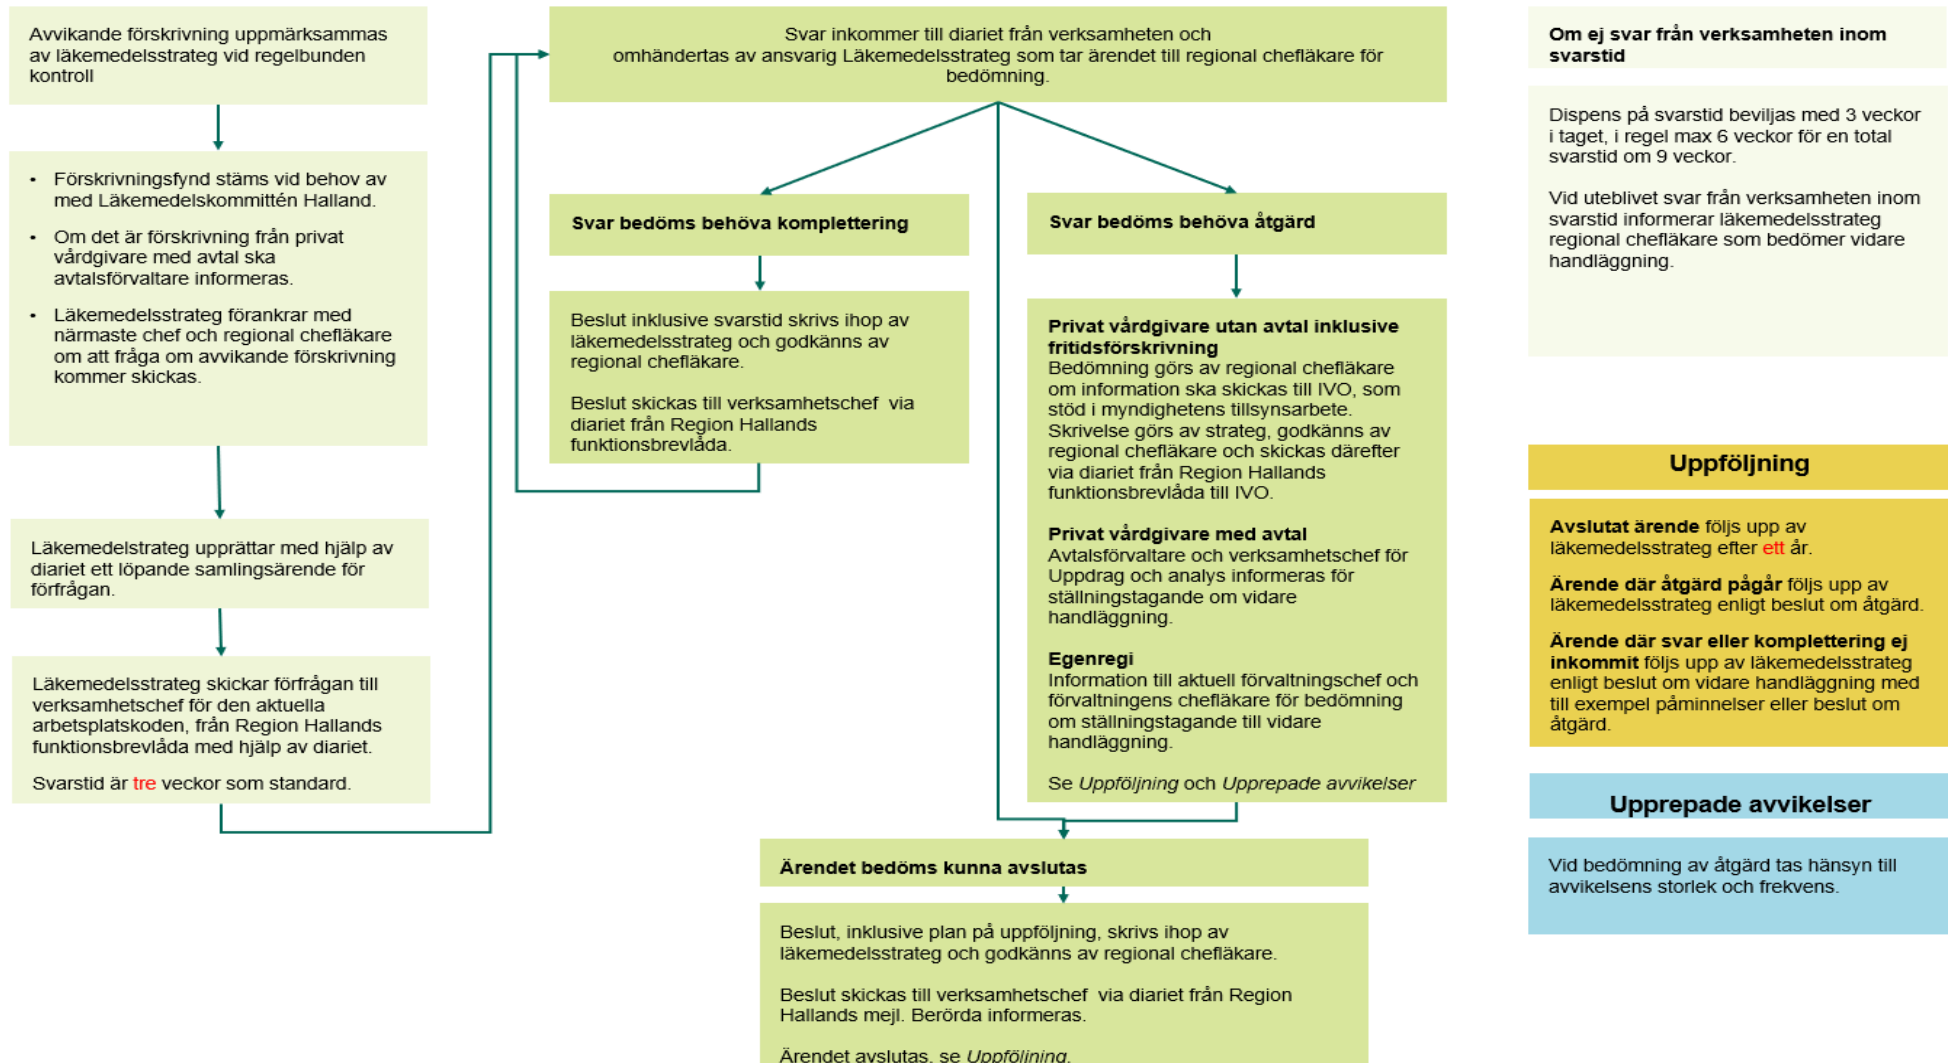 Avvikande förskrivning uppmärksammas
av läkemedelsstrateg vid regelbunden
kontroll
• Förskrivningsfynd stäms vid behov av
med Läkemedelskommittén Halland.
• Om det är förskrivning från privat
vårdgivare med avtal ska
avtalsförvaltare informeras.
• Läkemedelsstrateg förankrar med
närmaste chef och regional chefläkare
om att fråga om avvikande förskrivning
kommer skickas.
Läkemedelstrateg upprättar med hjälp av
diariet ett löpande samlingsärende för
förfrågan.
Läkemedelsstrateg skickar förfrågan till
verksamhetschef för den aktuella
arbetsplatskoden, från Region Hallands
funktionsbrevlåda med hjälp av diariet.
Svarstid är tre veckor som standard.
Svar inkommer till diariet från verksamheten och
omhändertas av ansvarig Läkemedelsstrateg som tar ärendet till regional chefläkare för
bedömning.
Svar bedöms behöva komplettering
Beslut inklusive svarstid skrivs ihop av
läkemedelsstrateg och godkänns av
regional chefläkare.
Beslut skickas till verksamhetschef via
diariet från Region Hallands
funktionsbrevlåda.
Svar bedöms behöva åtgärd
Privat vårdgivare utan avtal inklusive
fritidsförskrivning
Bedömning görs av regional chefläkare
om information ska skickas till IVO, som
stöd i myndighetens tillsynsarbete.
Skrivelse görs av strateg, godkänns av
regional chefläkare och skickas därefter
via diariet från Region Hallands
funktionsbrevlåda till IVO.
Privat vårdgivare med avtal
Avtalsförvaltare och verksamhetschef för
Uppdrag och analys informeras för
ställningstagande om vidare
handläggning.
Egenregi
Information till aktuell förvaltningschef och
förvaltningens chefläkare för bedömning
om ställningstagande till vidare
handläggning.
Se Uppföljning och Upprepade avvikelser
Ärendet bedöms kunna avslutas
Beslut, inklusive plan på uppföljning, skrivs ihop av
läkemedelsstrateg och godkänns av regional chefläkare.
Beslut skickas till verksamhetschef via diariet från Region
Hallands mejl. Berörda informeras.
Ärendet avslutas, se Uppföljning.
Om ej svar från verksamheten inom
svarstid
Dispens på svarstid beviljas med 3 veckor
i taget, i regel max 6 veckor för en total
svarstid om 9 veckor.
Vid uteblivet svar från verksamheten inom
svarstid informerar läkemedelsstrateg
regional chefläkare som bedömer vidare
handläggning.
Uppföljning
Avslutat ärende följs upp av
läkemedelsstrateg efter ett år.
Ärende där åtgärd pågår följs upp av
läkemedelsstrateg enligt beslut om åtgärd.
Ärende där svar eller komplettering ej
inkommit följs upp av läkemedelsstrateg
enligt beslut om vidare handläggning med
till exempel påminnelser eller beslut om
åtgärd.
Upprepade avvikelser
Vid bedömning av åtgärd tas hänsyn till
avvikelsens storlek och frekvens.